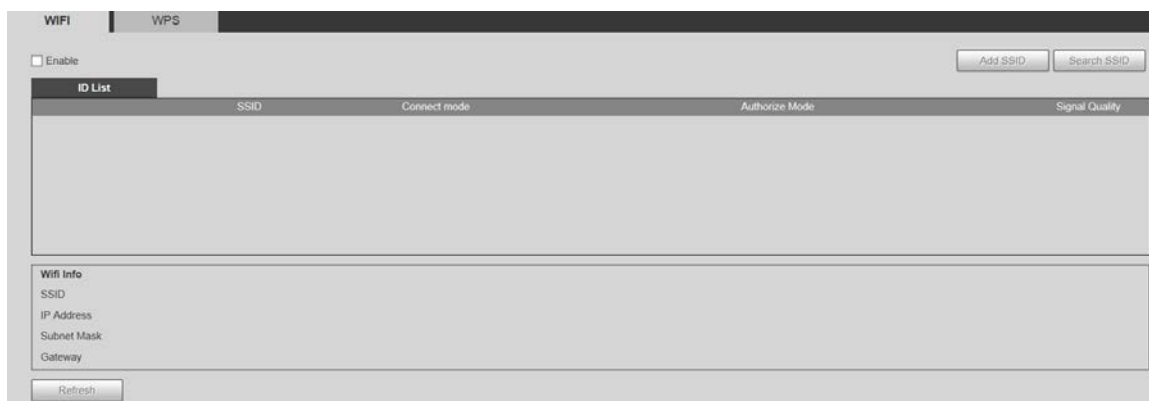 WIFI WPS
Enable Add SSID Search SSID
ID List
SSID Connect mode Authorize Mode Signal Quality
Wifi Info
SSID
IP Address
Subnet Mask
Gateway
Refresh